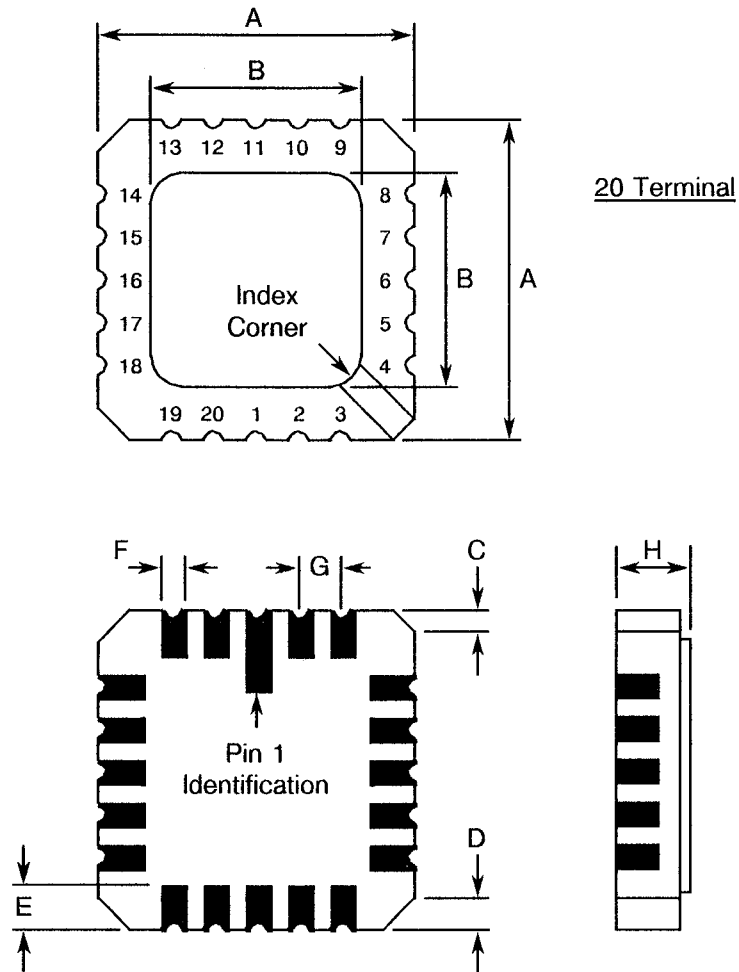 A
B
13 12 11 10 9
20 Terminal
14
8
15
7
16
6
B
A
Index
Corner
17
5
18
4
19 20 1 2 3
F
G
C
H
Pin 1
Identification
D
E